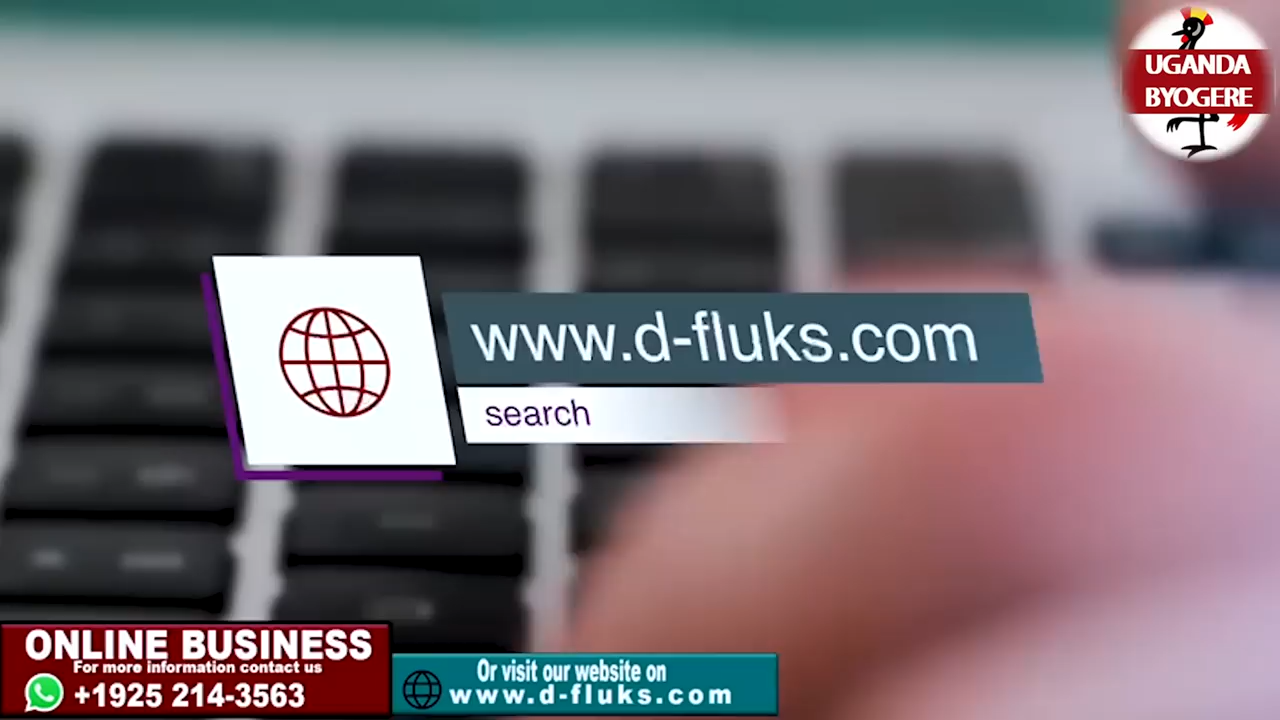 UGANDA
BYOGERE
www.d-fluks.com
search
ONLINE BUSINESS
For more information contact us
+1925 214-3563
Or visit our website on
www.d-fluks.com